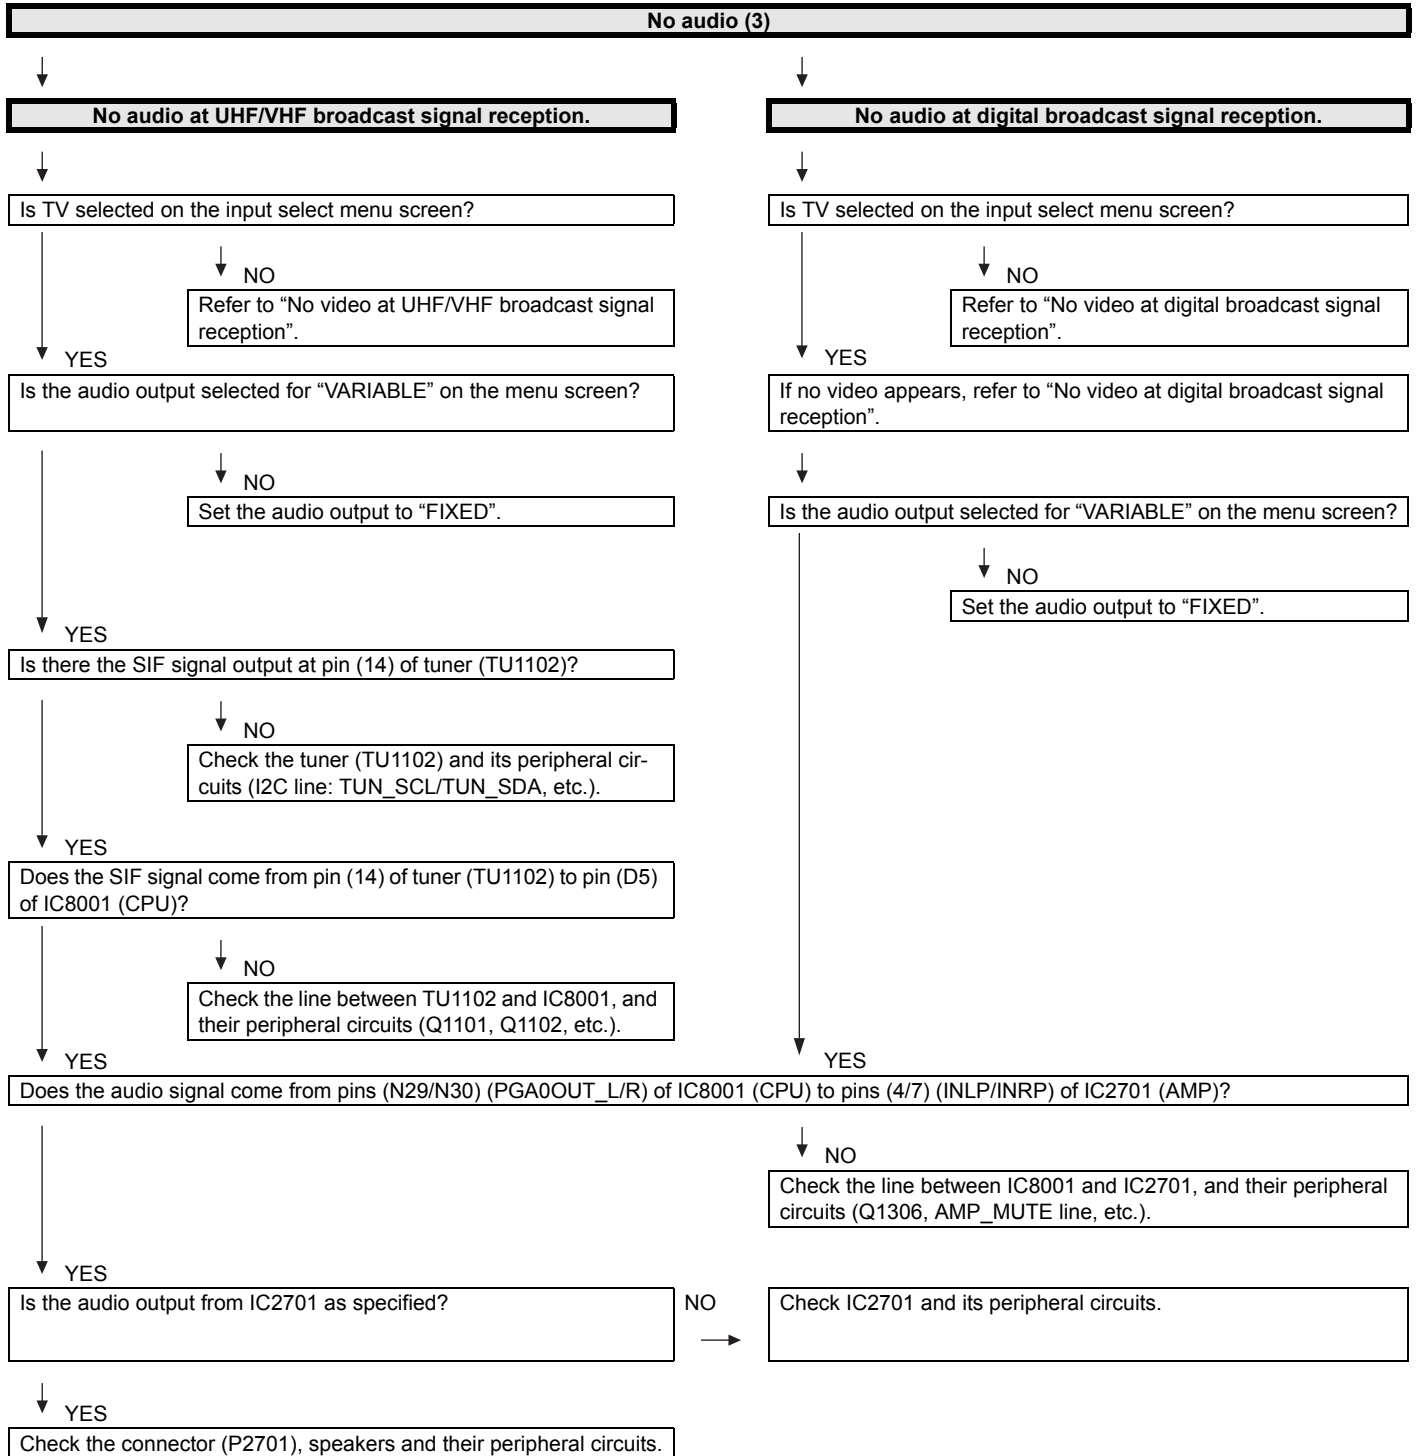 No audio (3)
No audio at UHF/VHF broadcast signal reception.
No audio at digital broadcast signal reception.
Is TV selected on the input select menu screen?
Is TV selected on the input select menu screen?
NO
NO
Refer to “No video at UHF/VHF broadcast signal
reception”.
Refer to “No video at digital broadcast signal
reception”.
YES
YES
Is the audio output selected for “VARIABLE” on the menu screen?
If no video appears, refer to “No video at digital broadcast signal
reception”.
NO
Set the audio output to “FIXED”.
Is the audio output selected for “VARIABLE” on the menu screen?
NO
Set the audio output to “FIXED”.
YES
Is there the SIF signal output at pin (14) of tuner (TU1102)?
NO
Check the tuner (TU1102) and its peripheral cir-
cuits (I2C line: TUN_SCL/TUN_SDA, etc.).
YES
Does the SIF signal come from pin (14) of tuner (TU1102) to pin (D5)
of IC8001 (CPU)?
NO
Check the line between TU1102 and IC8001, and
their peripheral circuits (Q1101, Q1102, etc.).
YES
YES
Does the audio signal come from pins (N29/N30) (PGA0OUT_L/R) of IC8001 (CPU) to pins (4/7) (INLP/INRP) of IC2701 (AMP)?
NO
Check the line between IC8001 and IC2701, and their peripheral
circuits (Q1306, AMP_MUTE line, etc.).
YES
Is the audio output from IC2701 as specified?
NO
Check IC2701 and its peripheral circuits.
YES
Check the connector (P2701), speakers and their peripheral circuits.